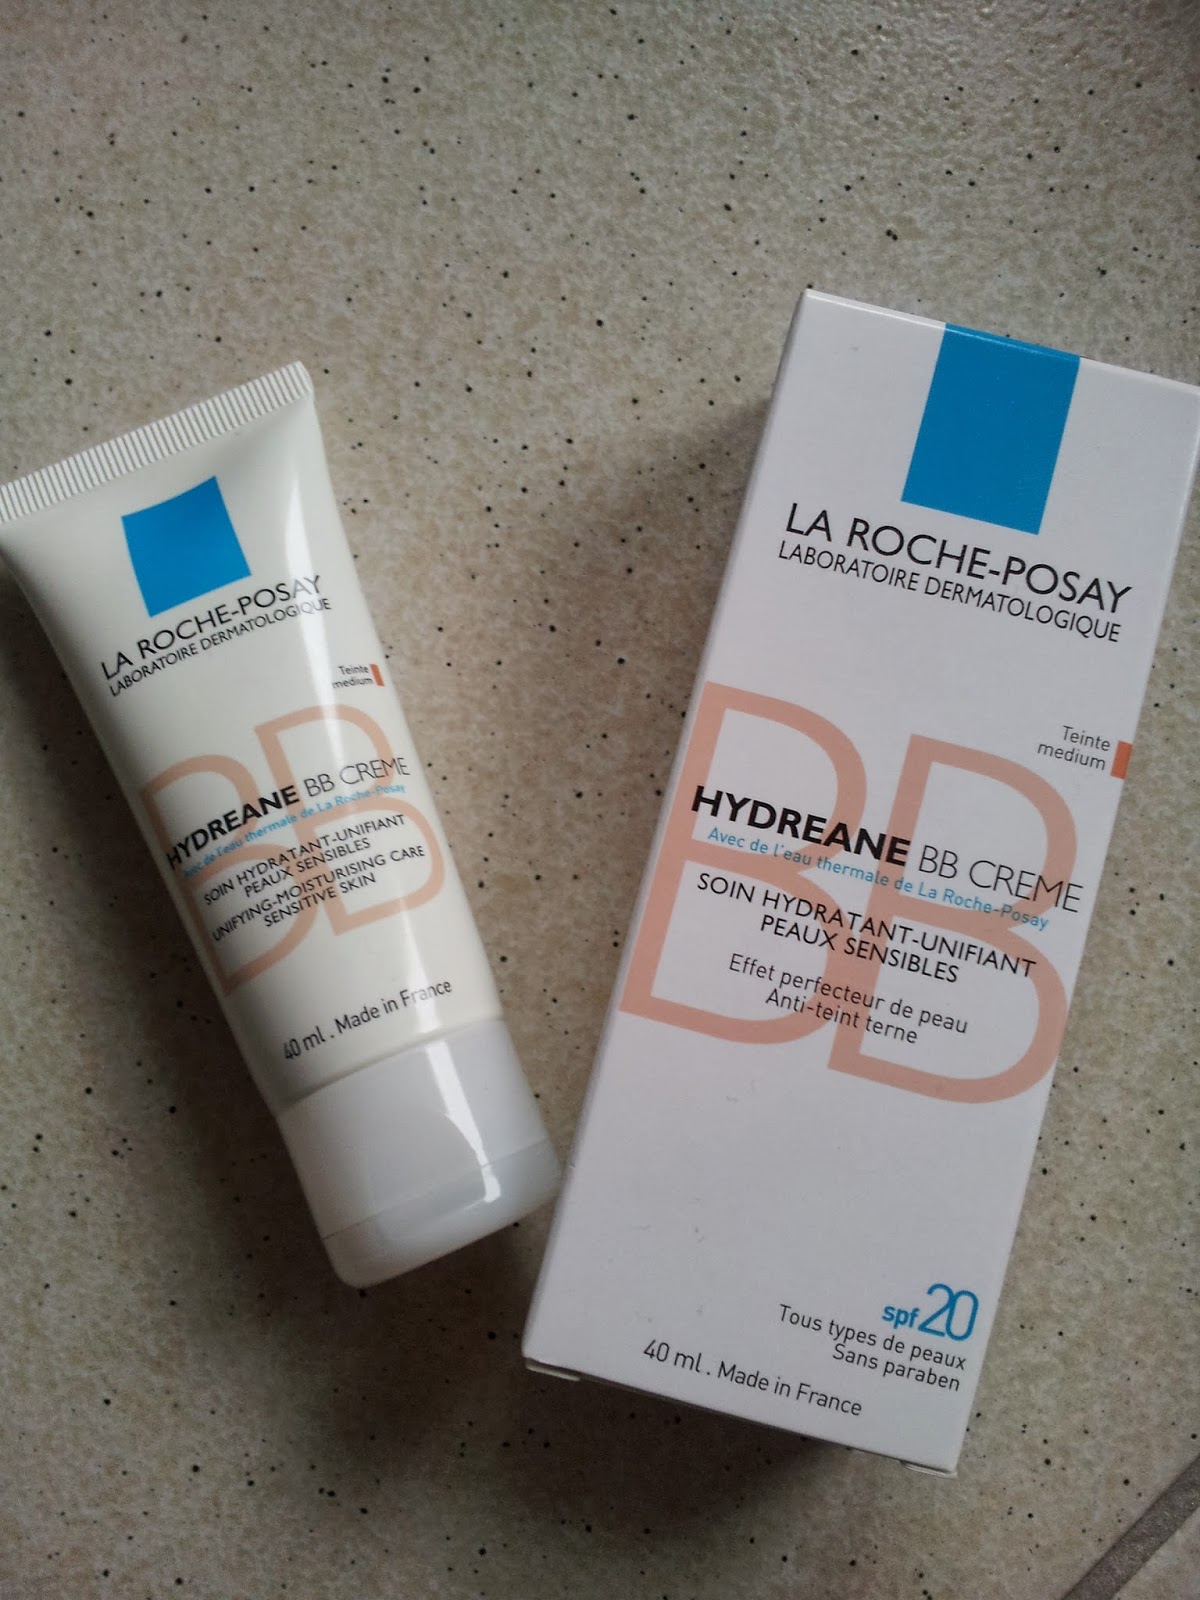 LA ROCHE-POSAY
LABORATOIRE DERMATOLOGIQUE
Teinte
medium
BB
HYDREANE BB CREME
Avec de l'eau thermale de La Roche-Posay
SOIN HYDRATANT-UNIFIANT
PEAUX SENSIBLES
UNIFYING-MOISTURISING CARE
SENSITIVE SKIN
40 ml . Made in France
LA ROCHE-POSAY
LABORATOIRE DERMATOLOGIQUE
Teinte
medium
BB
HYDREANE BB CREME
Avec de l'eau thermale de La Roche-Posay
SOIN HYDRATANT-UNIFIANT
PEAUX SENSIBLES
Effet perfecteur de peau
Anti-teint terne
spf 20
Tous types de peaux
Sans paraben
40 ml . Made in France